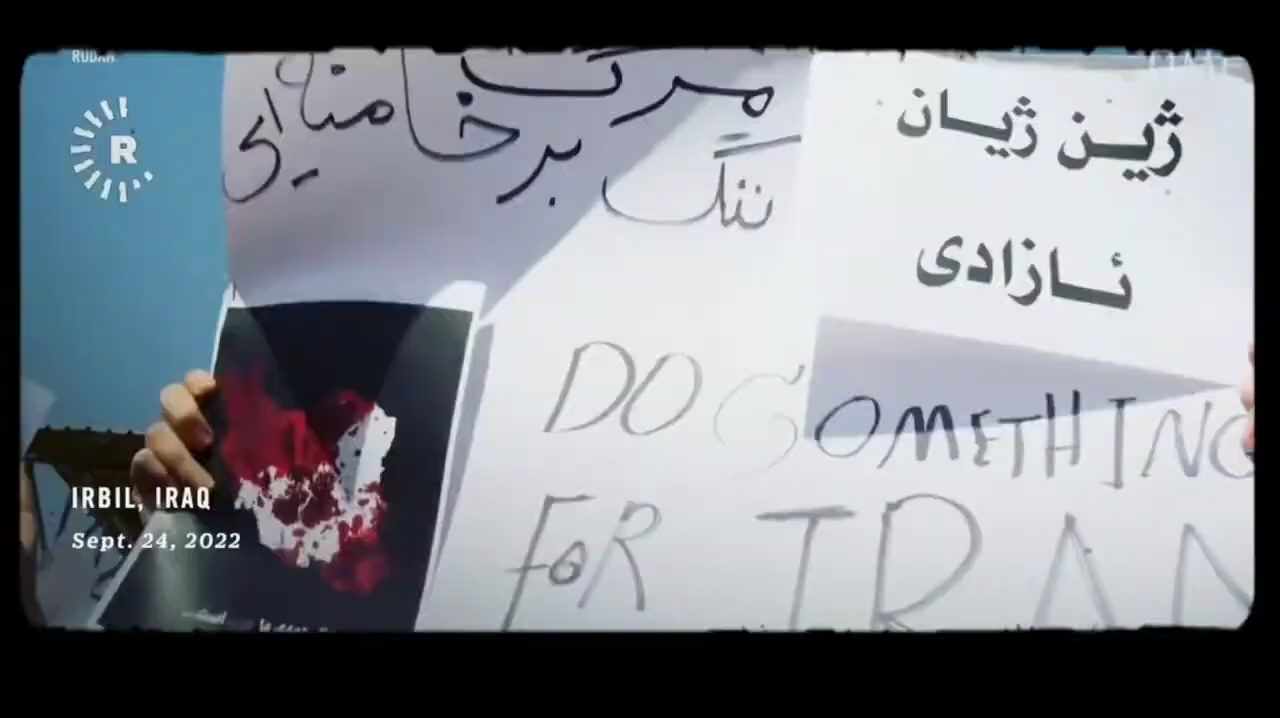 RUDAW
R
مرگ
بر خامنه ای
ننگ
ژین ژیان
ئازادی
DO SOMETHING
FOR IRAN
IRBIL, IRAQ
Sept. 24, 2022